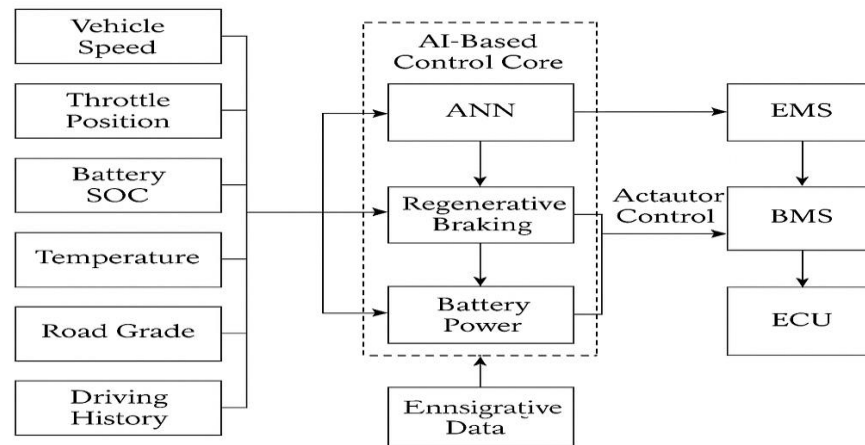 Vehicle
Speed
Throttle
Position
Battery
SOC
Temperature
Road Grade
Driving
History
AI-Based
Control Core
ANN
Regenerative
Braking
Battery
Power
Ennsigrative
Data
Actautor
Control
EMS
BMS
ECU